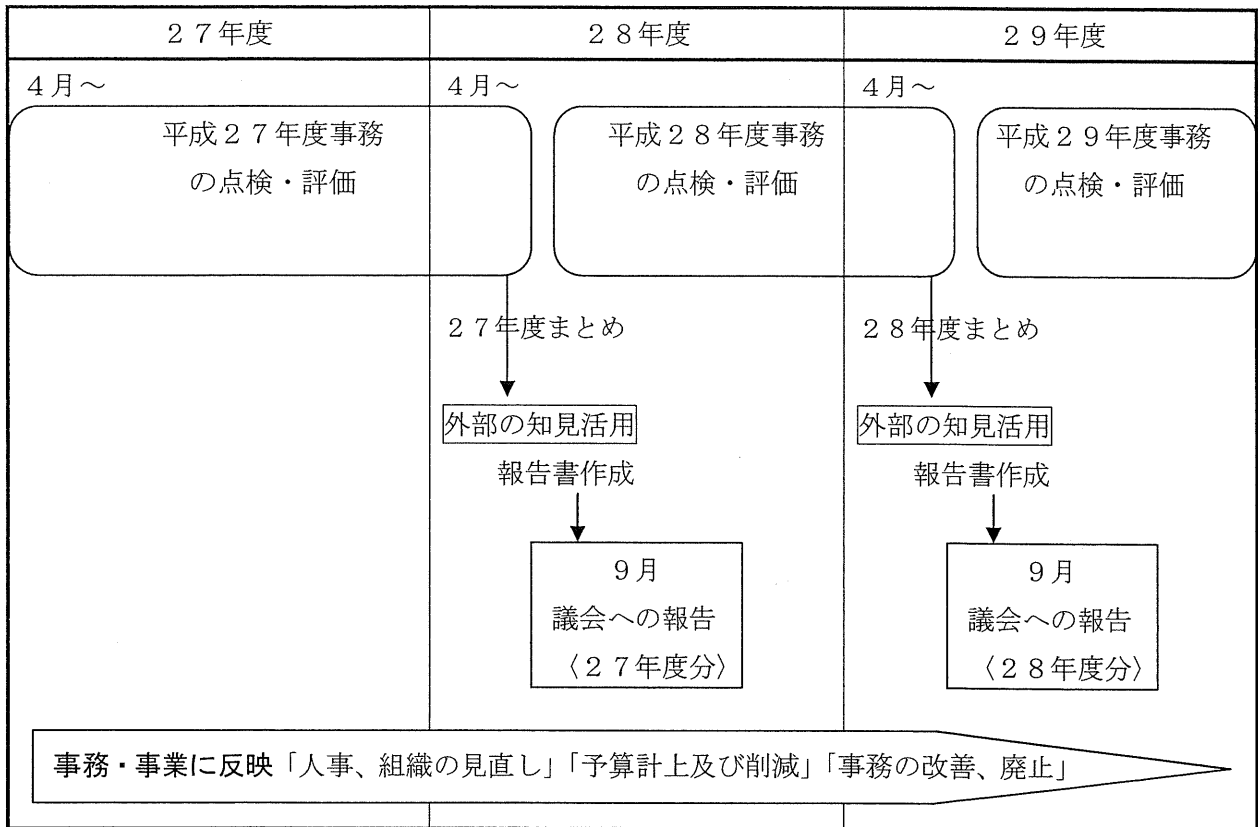 ２７年度
２８年度
２９年度
４月～
４月～
４月～
平成２７年度事務
の点検・評価
平成２８年度事務
の点検・評価
平成２９年度事務
の点検・評価
２７年度まとめ
２８年度まとめ
外部の知見活用
外部の知見活用
報告書作成
報告書作成
９月
議会への報告
〈２７年度分〉
９月
議会への報告
〈２８年度分〉
事務・事業に反映「人事、組織の見直し」「予算計上及び削減」「事務の改善、廃止」